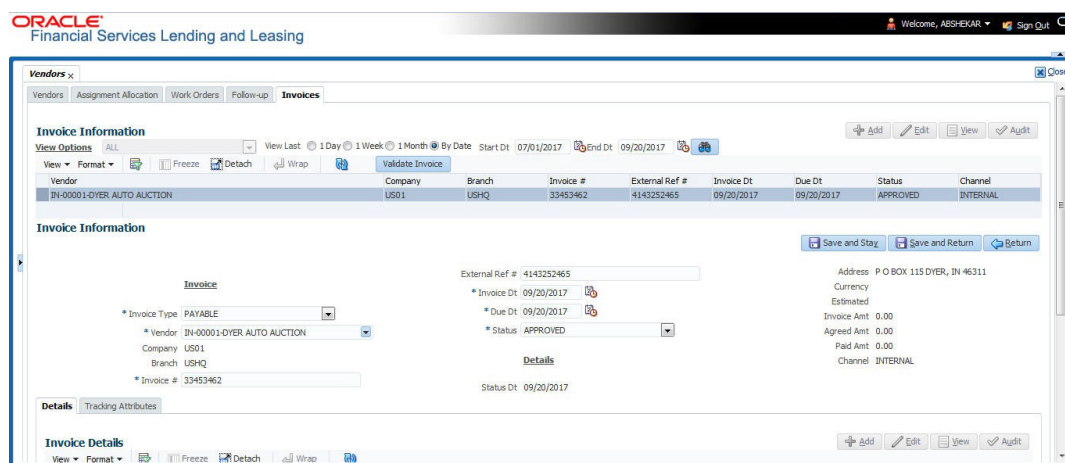 ORACLE
Financial Services Lending and Leasing
Welcome, ABSHEKAR
Sign Out
Vendors x
Close
Vendors Assignment Allocation Work Orders Follow-up Invoices
Invoice Information
Add Edit View Audit
View Options ALL View Last 1 Day 1 Week 1 Month By Date Start Dt 07/01/2017 End Dt 09/20/2017
View Format Freeze Detach Wrap Validate Invoice
Vendor Company Branch Invoice # External Ref # Invoice Dt Due Dt Status Channel
IN-00001-DYER AUTO AUCTION US01 USHQ 33453462 4143252465 09/20/2017 09/20/2017 APPROVED INTERNAL
Invoice Information
Save and Stay Save and Return Return
Invoice
* Invoice Type PAYABLE
* Vendor IN-00001-DYER AUTO AUCTION
Company US01
Branch USHQ
* Invoice # 33453462
External Ref # 4143252465
* Invoice Dt 09/20/2017
* Due Dt 09/20/2017
* Status APPROVED
Details
Status Dt 09/20/2017
Address P O BOX 115 DYER, IN 46311
Currency
Estimated
Invoice Amt 0.00
Agreed Amt 0.00
Paid Amt 0.00
Channel INTERNAL
Details Tracking Attributes
Invoice Details
Add Edit View Audit
View Format Freeze Detach Wrap